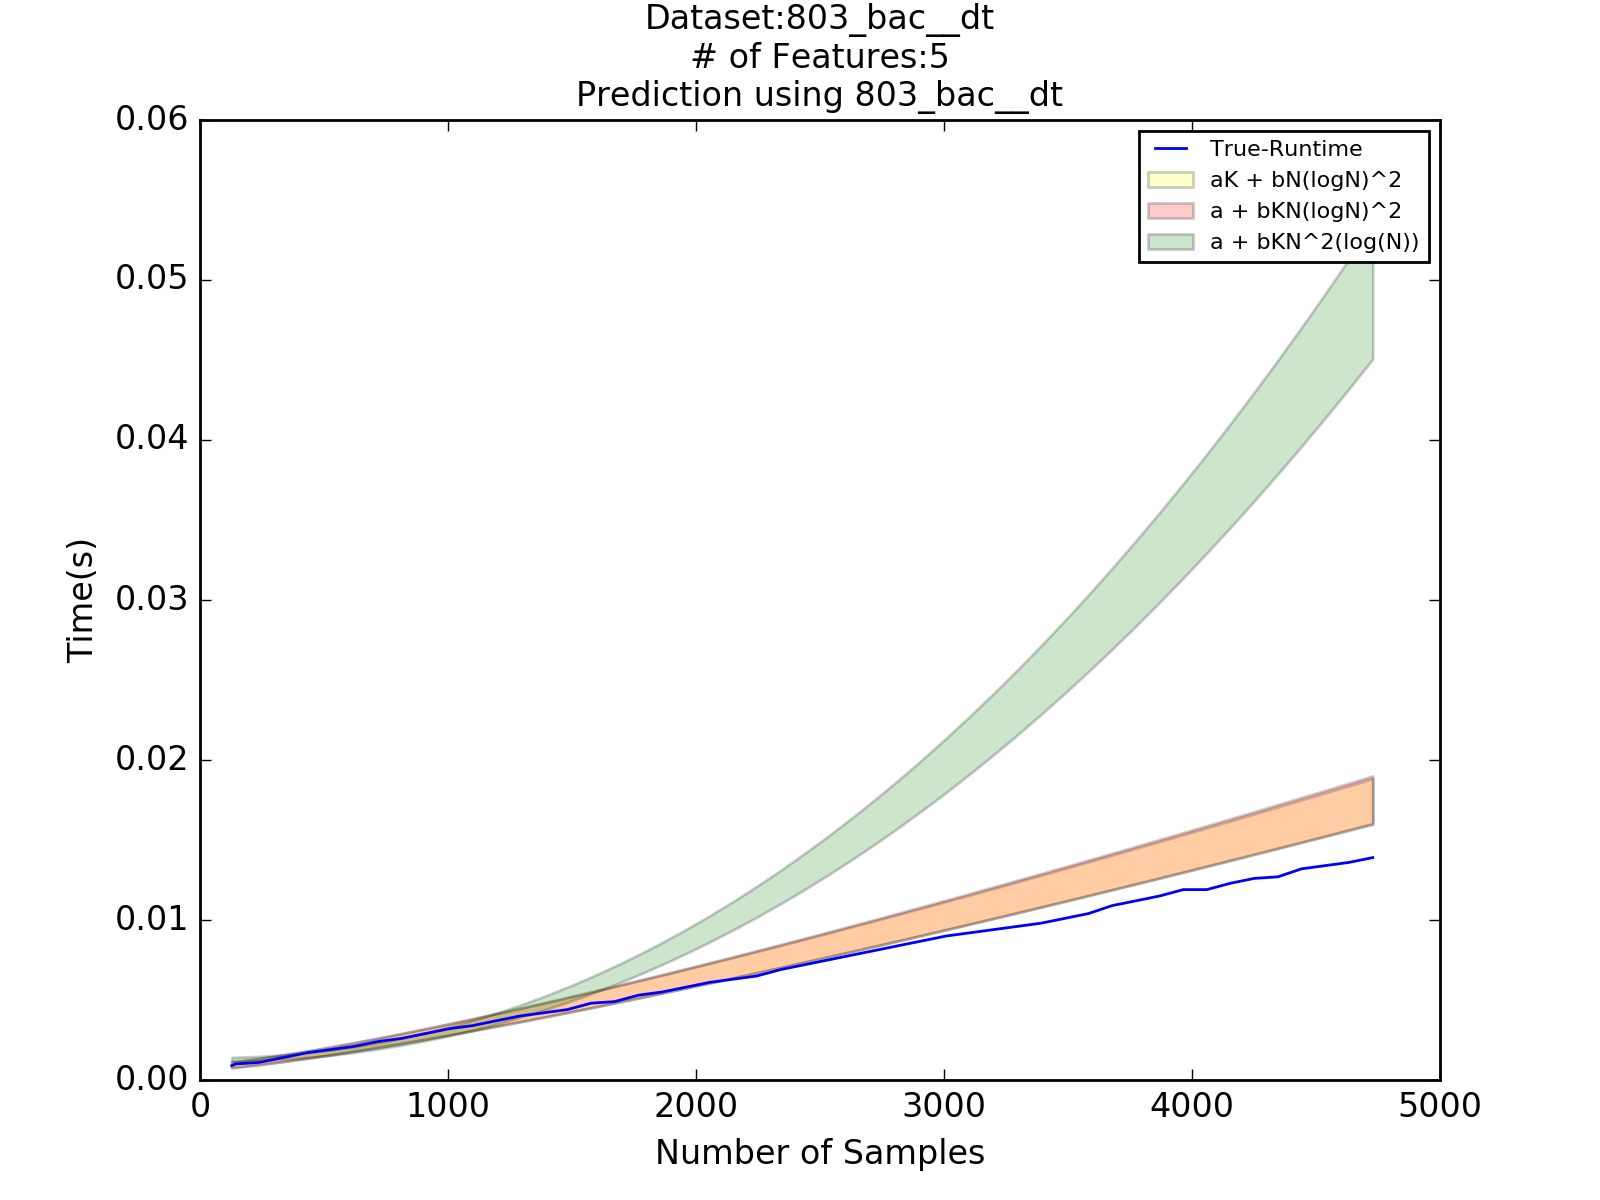 Dataset:803_bac__dt
# of Features:5
Prediction using 803_bac__dt
0.06
0.05
0.04
0.03
0.02
0.01
0.00
Time(s)
True-Runtime
aK + bN(logN)^2
a + bKN(logN)^2
a + bKN^2(log(N))
0 1000 2000 3000 4000 5000
Number of Samples